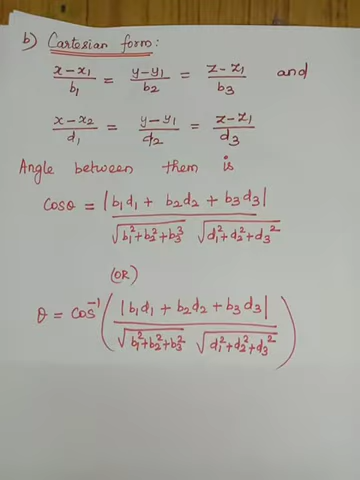 b) Cartesian form:
(x-x₁)/b₁ = (y-y₁)/b₂ = (z-z₁)/b₃ and
(x-x₂)/d₁ = (y-y₁)/d₂ = (z-z₁)/d₃
Angle between them is
Cosθ = |b₁d₁ + b₂d₂ + b₃d₃| / (√(b₁²+b₂²+b₃³) √(d₁²+d₂²+d₃²))
(OR)
θ = Cos⁻¹( |b₁d₁ + b₂d₂ + b₃d₃| / (√(b₁²+b₂²+b₃²) √(d₁²+d₂²+d₃²)) )